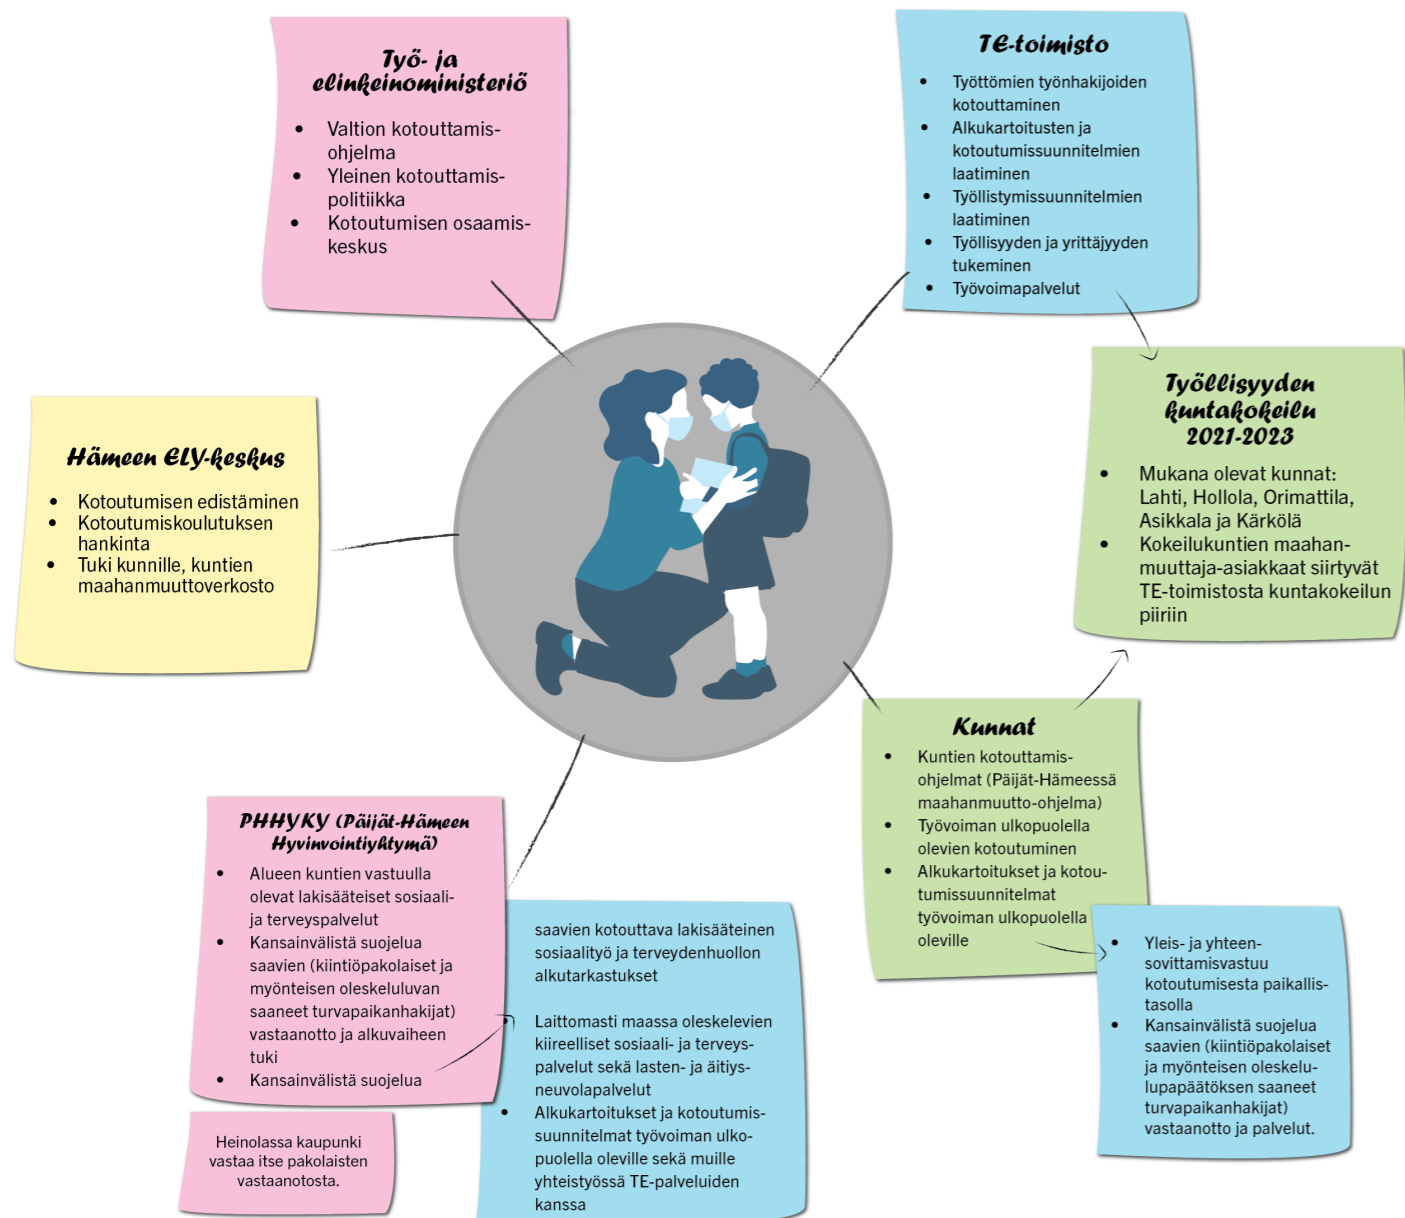 Työ- ja
elinkeinoministeriö
• Valtion kotouttamis-
ohjelma
• Yleinen kotouttamis-
politiikka
• Kotoutumisen osaamis-
keskus
TE-toimisto
• Työttömien työnhakijoiden
kotouttaminen
• Alkukartoitusten ja
kotoutumissuunnitelmien
laatiminen
• Työllistymissuunnitelmien
laatiminen
• Työllisyyden ja yrittäjyyden
tukeminen
• Työvoimapalvelut
Työllisyyden
kuntakokeilu
2021-2023
• Mukana olevat kunnat:
Lahti, Hollola, Orimattila,
Asikkala ja Kärkölä
• Kokeilukuntien maahan-
muuttaja-asiakkaat siirtyvät
TE-toimistosta kuntakokeilun
piiriin
Hämeen ELY-keskus
• Kotoutumisen edistäminen
• Kotoutumiskoulutuksen
hankinta
• Tuki kunnille, kuntien
maahanmuuttoverkosto
Kunnat
• Kuntien kotouttamis-
ohjelmat (Päijät-Hämeessä
maahanmuutto-ohjelma)
• Työvoiman ulkopuolella
olevien kotoutuminen
• Alkukartoitukset ja kotou-
tumissuunnitelmat
työvoiman ulkopuolella
oleville
• Yleis- ja yhteen-
sovittamisvastuu
kotoutumisesta paikallis-
tasolla
• Kansainvälistä suojelua
saavien (kiintiöpakolaiset
ja myönteisen oleskelu-
lupapäätöksen saaneet
turvapaikanhakijat)
vastaanotto ja palvelut.
PHHYKY (Päijät-Hämeen
Hyvinvointiyhtymä)
• Alueen kuntien vastuulla
olevat lakisääteiset sosiaali-
ja terveyspalvelut
• Kansainvälistä suojelua
saavien (kiintiöpakolaiset ja
myönteisen oleskeluluvan
saaneet turvapaikanhakijat)
vastaanotto ja alkuvaiheen
tuki
• Kansainvälistä suojelua
saavien kotouttava lakisääteinen
sosiaalityö ja terveydenhuollon
alkutarkastukset
• Laittomasti maassa oleskelevien
kiireelliset sosiaali- ja terveys-
palvelut sekä lasten- ja äitiys-
neuvolapalvelut
• Alkukartoitukset ja kotoutumis-
suunnitelmat työvoiman ulko-
puolella oleville sekä muille
yhteistyössä TE-palveluiden
kanssa
Heinolassa kaupunki
vastaa itse pakolaisten
vastaanotosta.